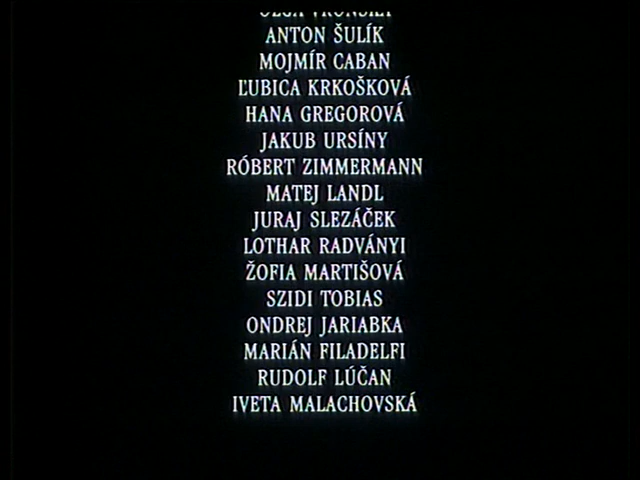 ANTON ŠULÍK
MOJMÍR CABAN
ĽUBICA KRKOŠKOVÁ
HANA GREGOROVÁ
JAKUB URSÍNY
RÓBERT ZIMMERMANN
MATEJ LANDL
JURAJ SLEZÁČEK
LOTHAR RADVÁNYI
ŽOFIA MARTIŠOVÁ
SZIDI TOBIAS
ONDREJ JARIABKA
MARIÁN FILADELFI
RUDOLF LÚČAN
IVETA MALACHOVSKÁ